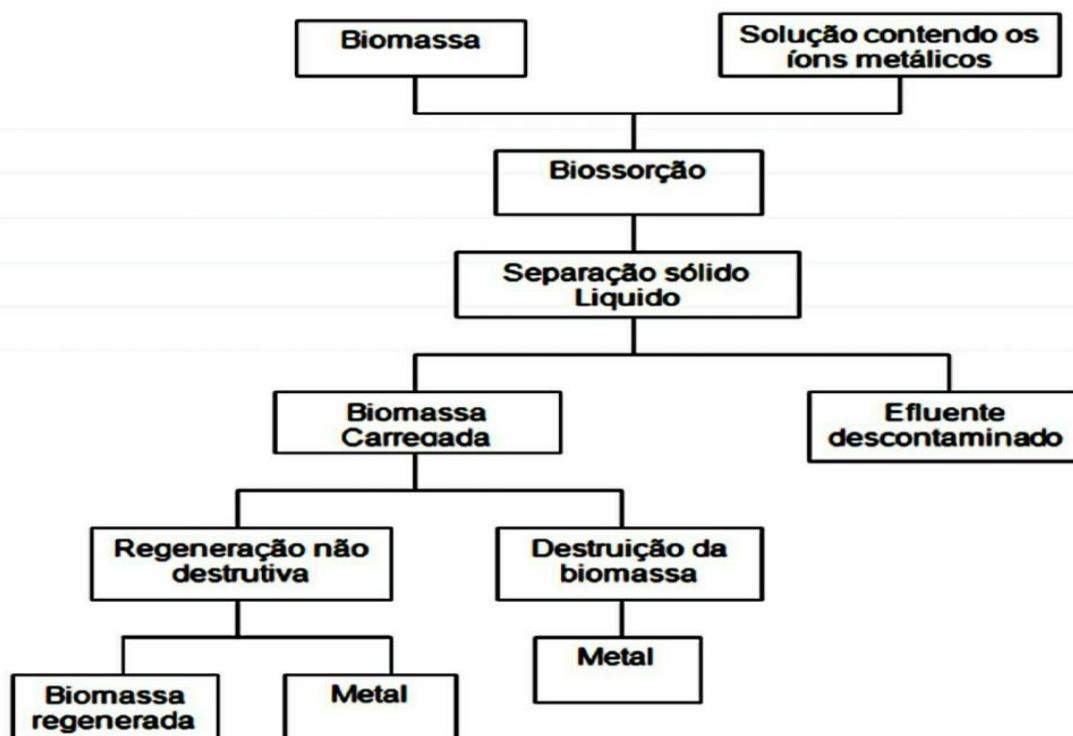 Biomassa
Solução contendo os
íons metálicos
Biossorção
Separação sólido
Liquido
Biomassa
Carregada
Efluente
descontaminado
Regeneração não
destrutiva
Destruição da
biomassa
Biomassa
regenerada
Metal
Metal